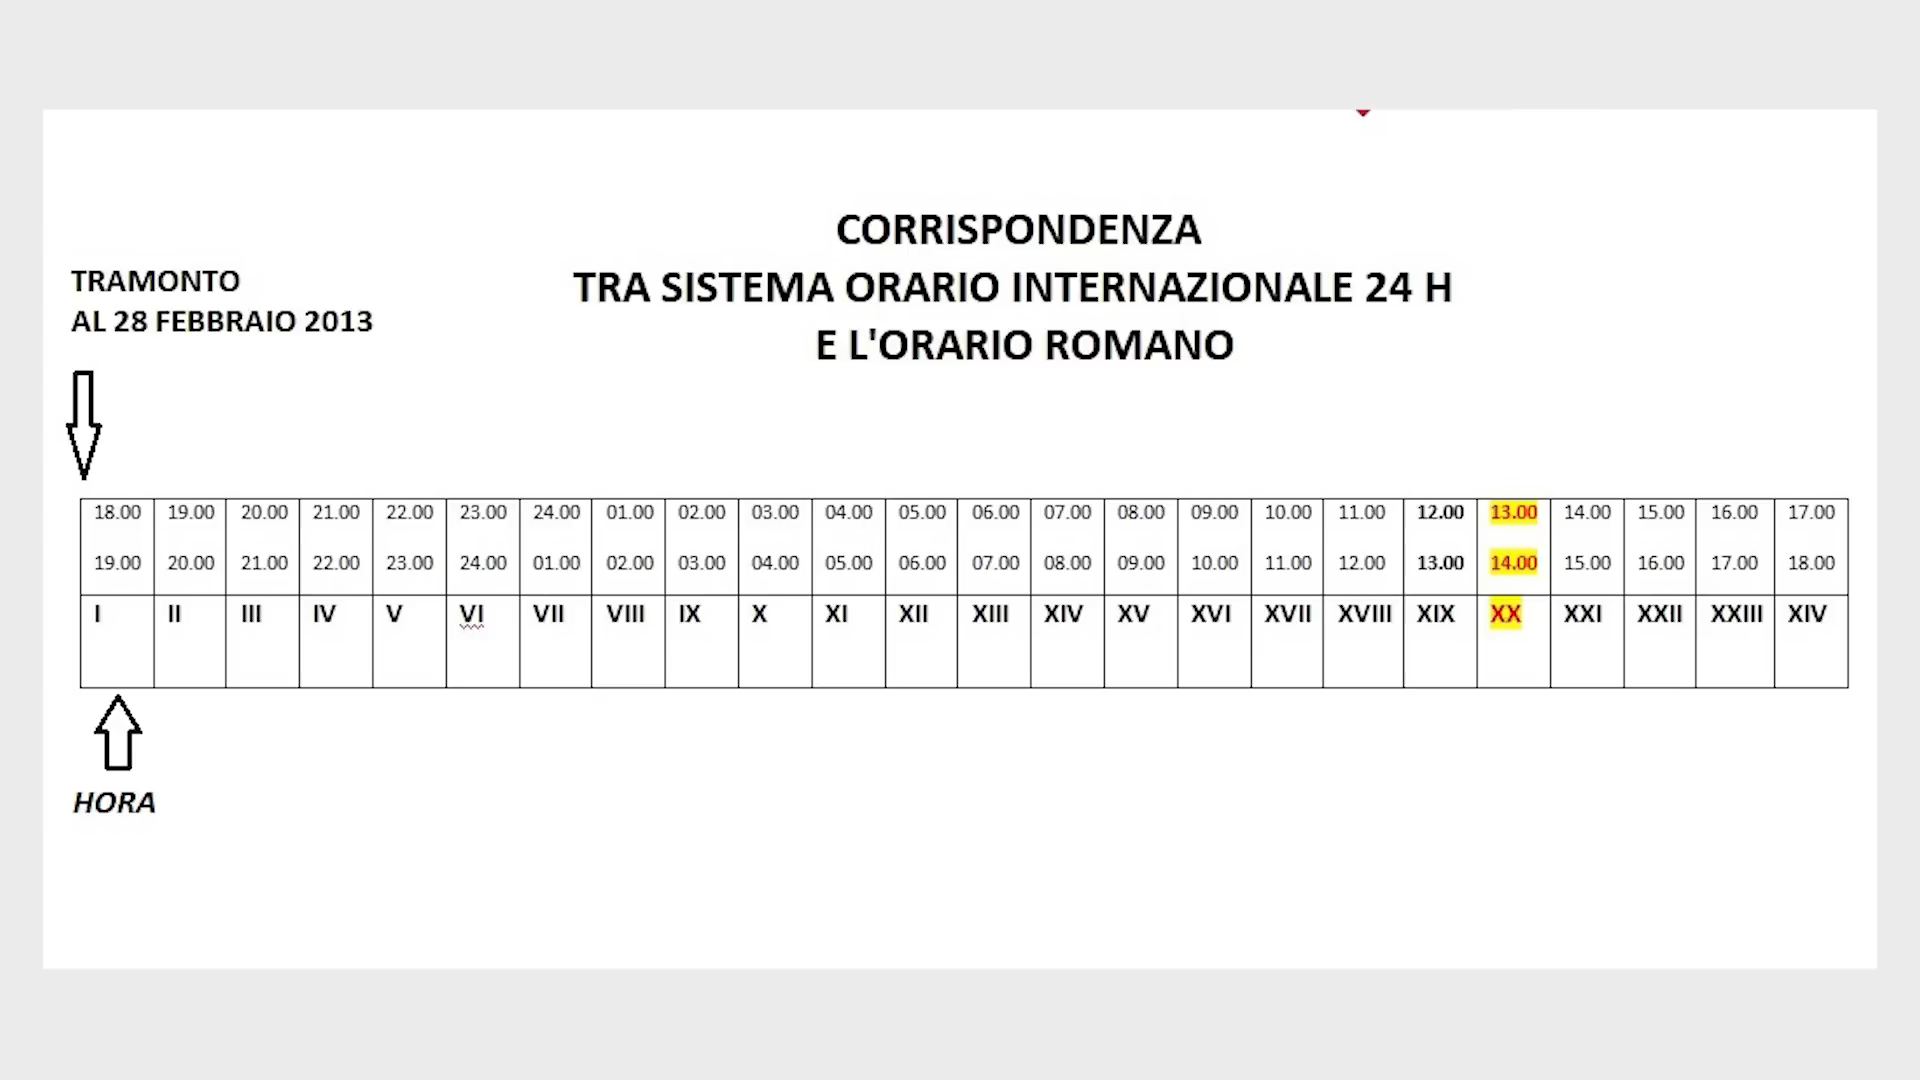 CORRISPONDENZA
TRA SISTEMA ORARIO INTERNAZIONALE 24 H
E L'ORARIO ROMANO
TRAMONTO
AL 28 FEBBRAIO 2013
18.00 19.00 20.00 21.00 22.00 23.00 24.00 01.00 02.00 03.00 04.00 05.00 06.00 07.00 08.00 09.00 10.00 11.00 12.00 13.00 14.00 15.00 16.00 17.00
19.00 20.00 21.00 22.00 23.00 24.00 01.00 02.00 03.00 04.00 05.00 06.00 07.00 08.00 09.00 10.00 11.00 12.00 13.00 14.00 15.00 16.00 17.00 18.00
I II III IV V VI VII VIII IX X XI XII XIII XIV XV XVI XVII XVIII XIX XX XXI XXII XXIII XIV
HORA